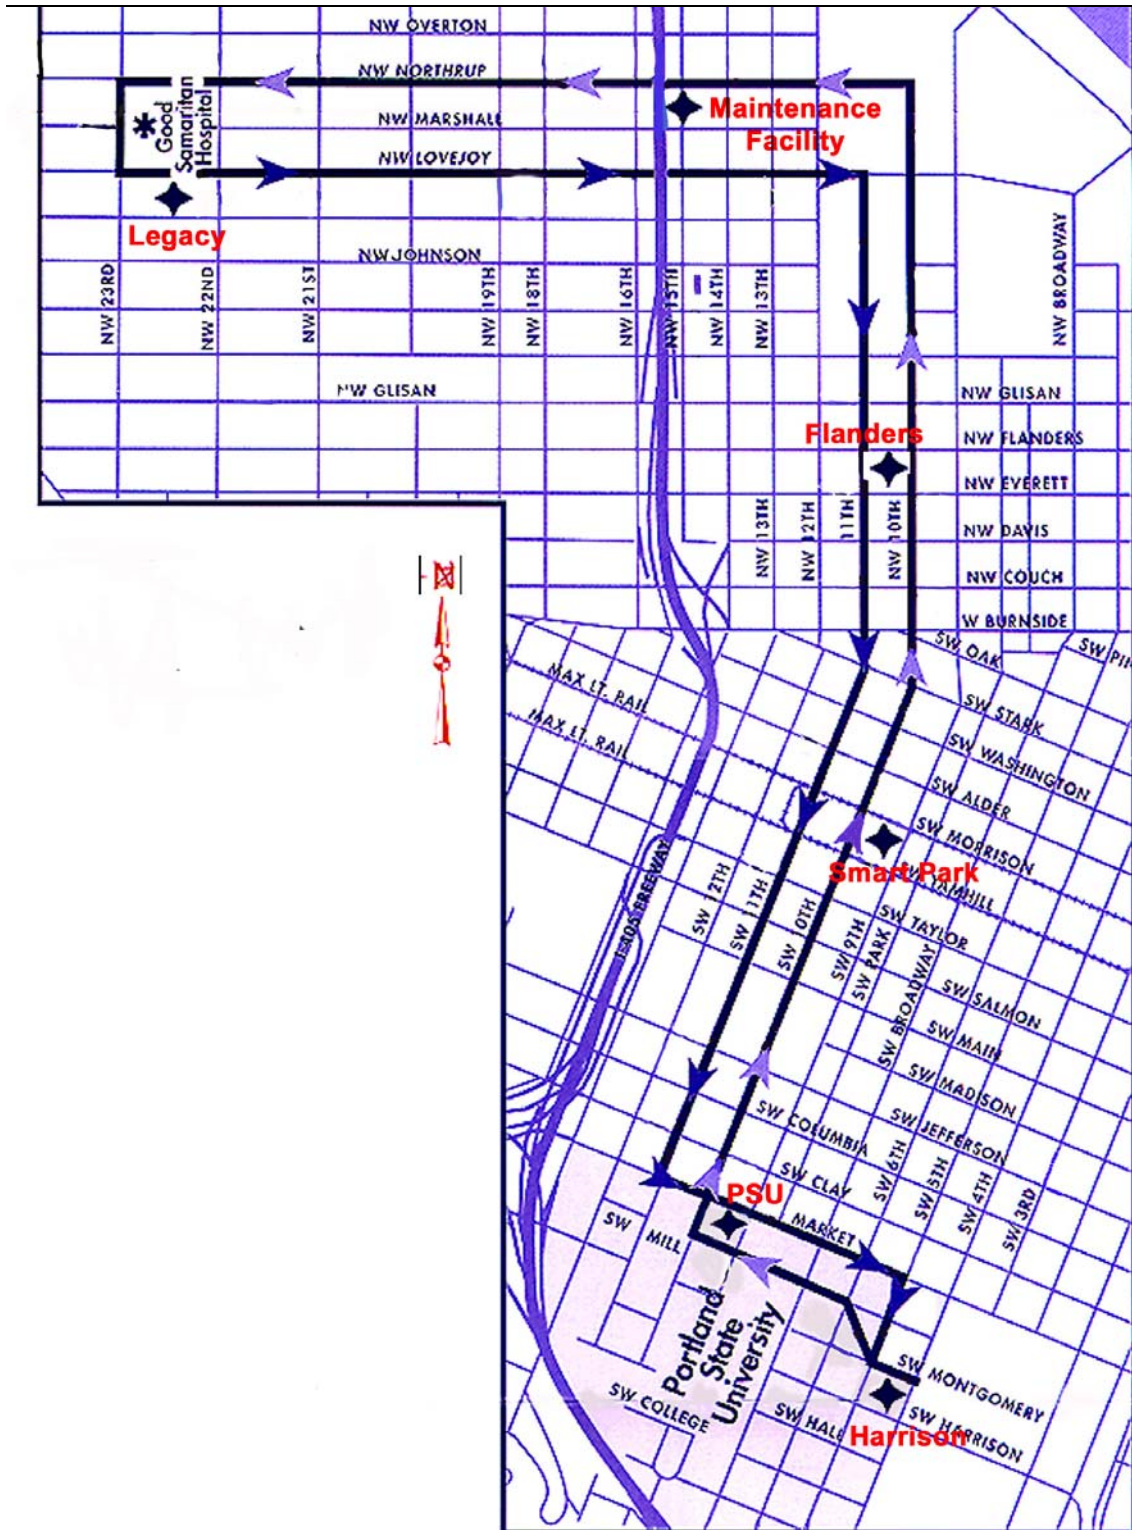 NW OVERTON
NW NORTHRUP
Good
Samaritan
Hospital
NW MARSHALL
Maintenance
Facility
NW LOVEJOY
Legacy
NW JOHNSON
NW BROADWAY
NW 23RD
NW 22ND
NW 21ST
NW 19TH
NW 18TH
NW 16TH
NW 15TH
NW 14TH
NW 13TH
NW GLISAN
NW GLISAN
Flanders
NW FLANDERS
NW EVERETT
NW 13TH
NW 12TH
11TH
NW 10TH
NW DAVIS
NW COUCH
W BURNSIDE
N
SW OAK
MAX LT. RAIL
MAX LT. RAIL
SW STARK
SW WASHINGTON
SW ALDER
SW MORRISON
Smart Park
YAMHILL
I-405 FREEWAY
SW 12TH
SW 11TH
SW 10TH
SW 9TH
SW PARK
SW BROADWAY
SW TAYLOR
SW SALMON
SW MAIN
SW MADISON
SW JEFFERSON
SW COLUMBIA
SW CLAY
SW 6TH
SW 5TH
SW 4TH
SW 3RD
PSU
MARKET
SW MILL
Portland
State
University
SW MONTGOMERY
SW COLLEGE
SW HALL
SW HARRISON
Harrison